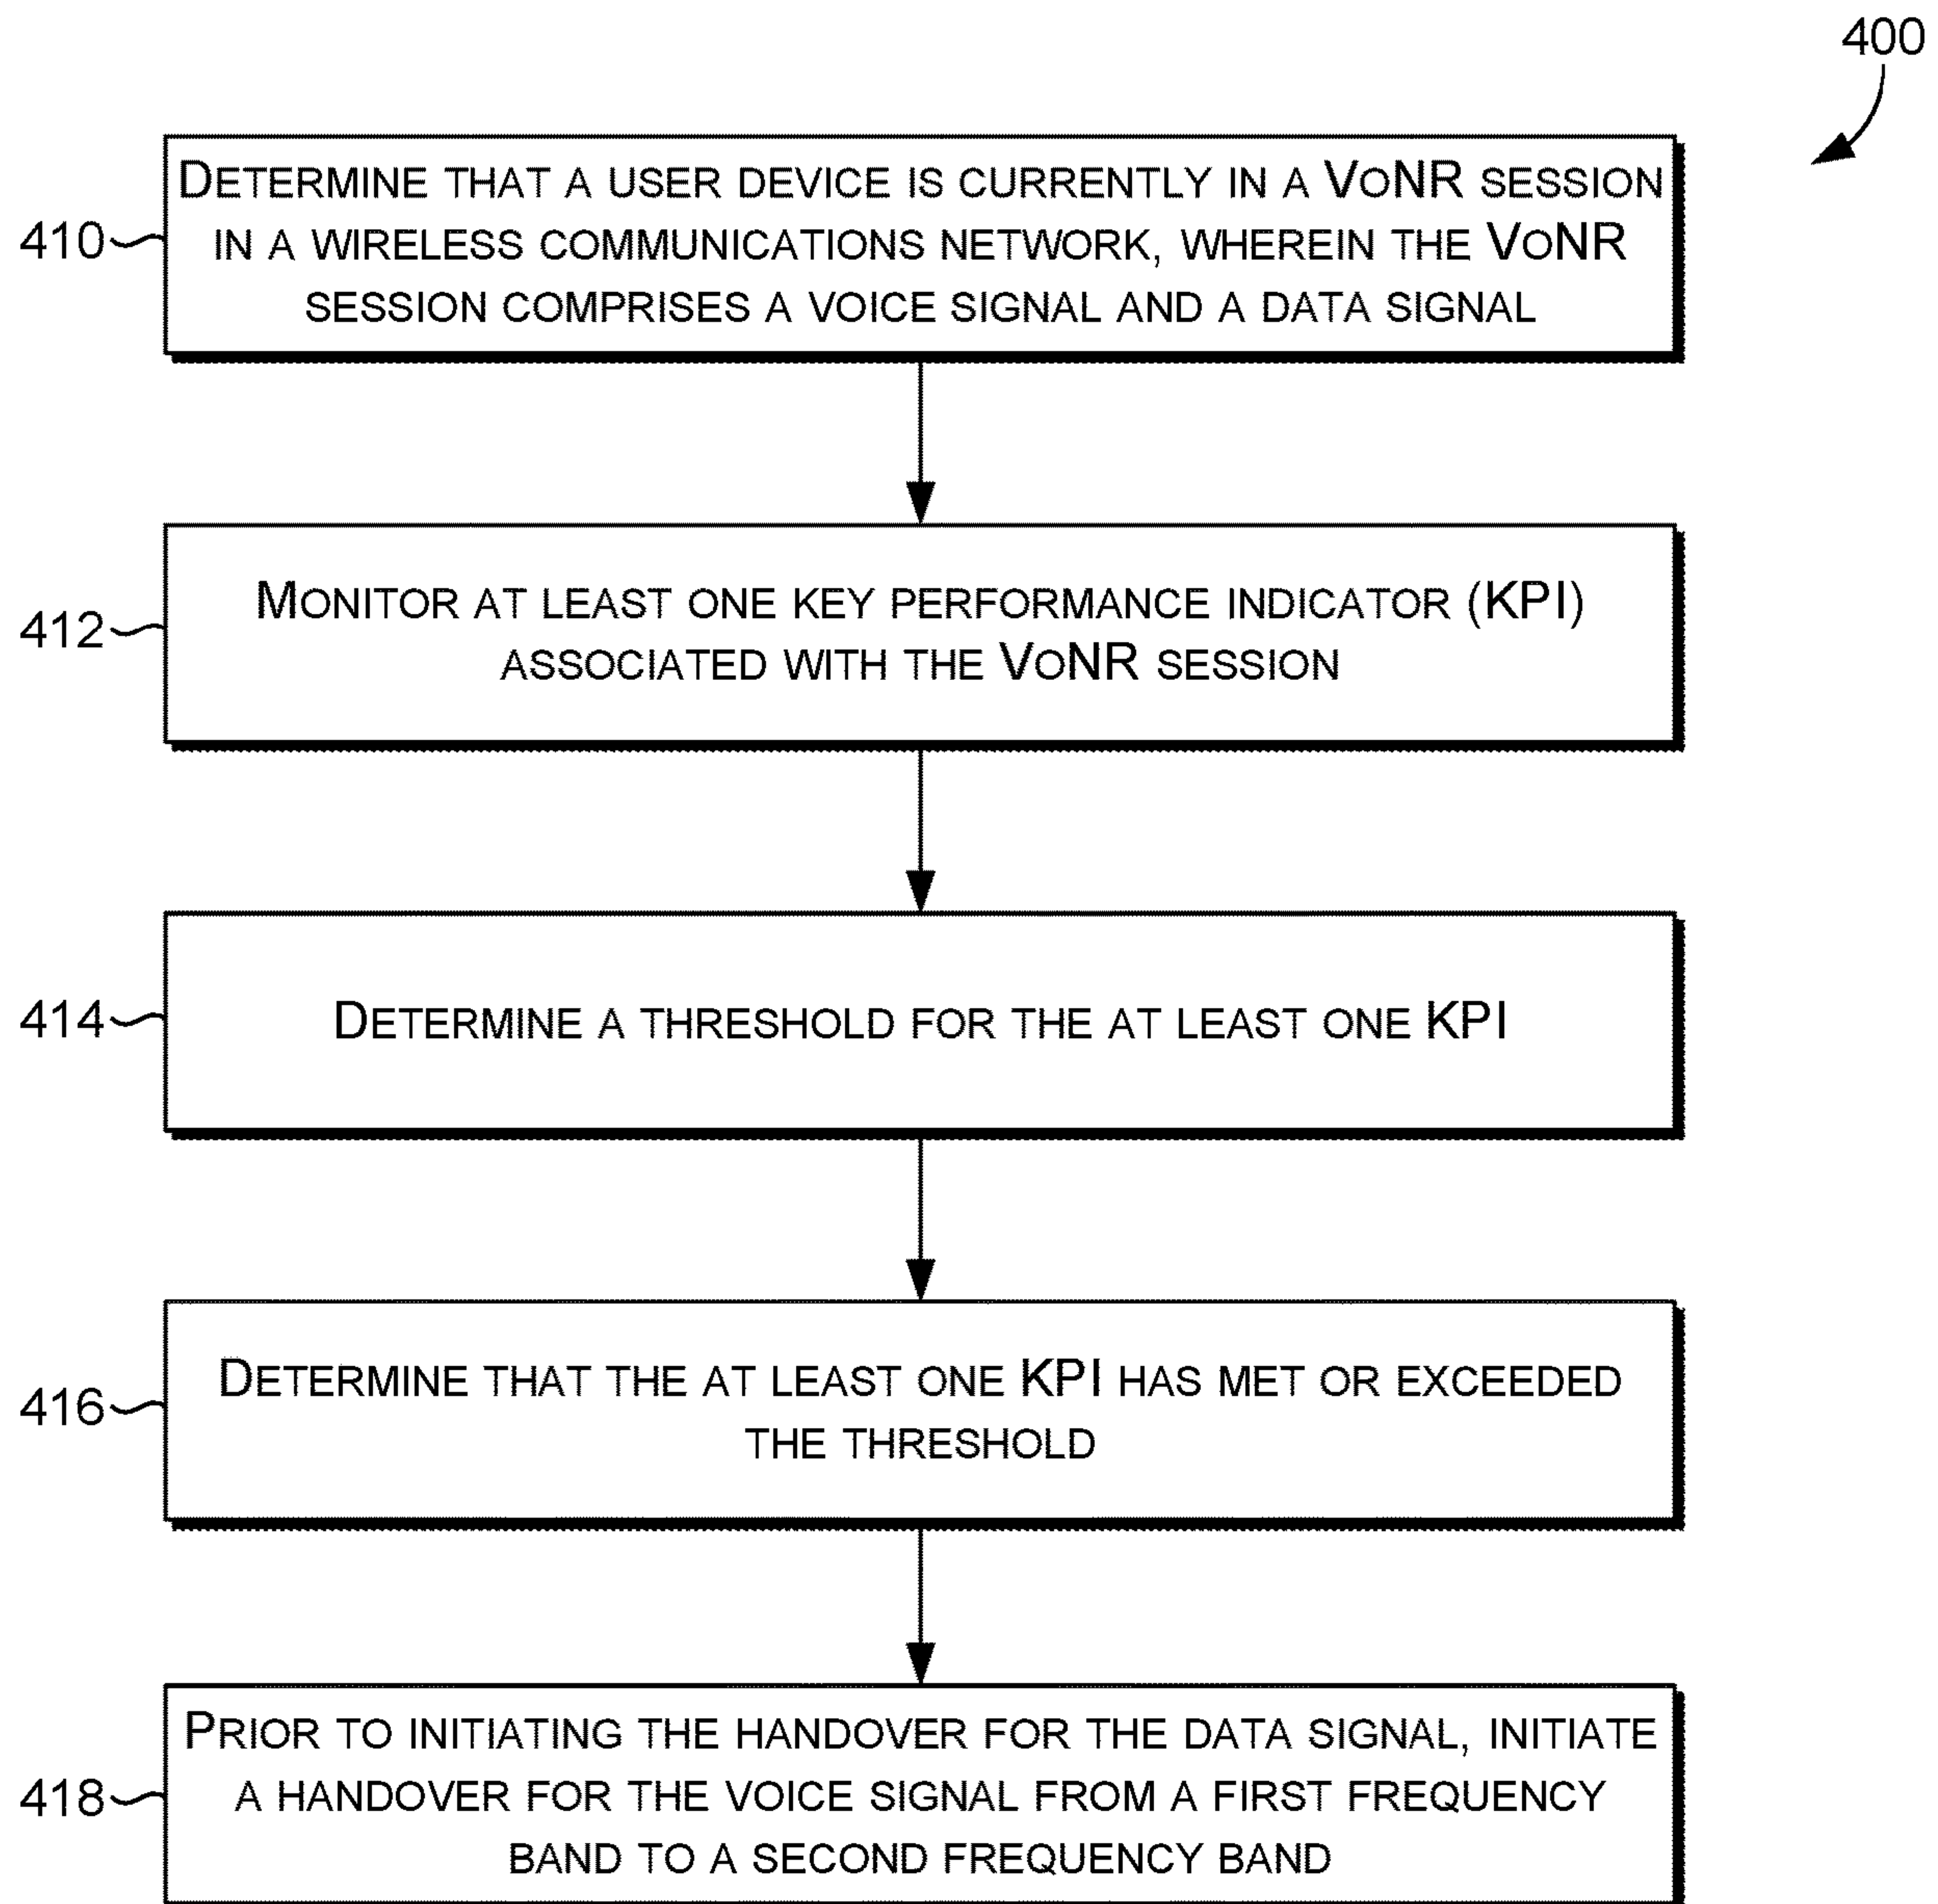 400
DETERMINE THAT A USER DEVICE IS CURRENTLY IN A VONR SESSION
IN A WIRELESS COMMUNICATIONS NETWORK, WHEREIN THE VONR
SESSION COMPRISES A VOICE SIGNAL AND A DATA SIGNAL
410
MONITOR AT LEAST ONE KEY PERFORMANCE INDICATOR (KPI)
ASSOCIATED WITH THE VONR SESSION
412
DETERMINE A THRESHOLD FOR THE AT LEAST ONE KPI
414
DETERMINE THAT THE AT LEAST ONE KPI HAS MET OR EXCEEDED
THE THRESHOLD
416
PRIOR TO INITIATING THE HANDOVER FOR THE DATA SIGNAL, INITIATE
A HANDOVER FOR THE VOICE SIGNAL FROM A FIRST FREQUENCY
BAND TO A SECOND FREQUENCY BAND
418